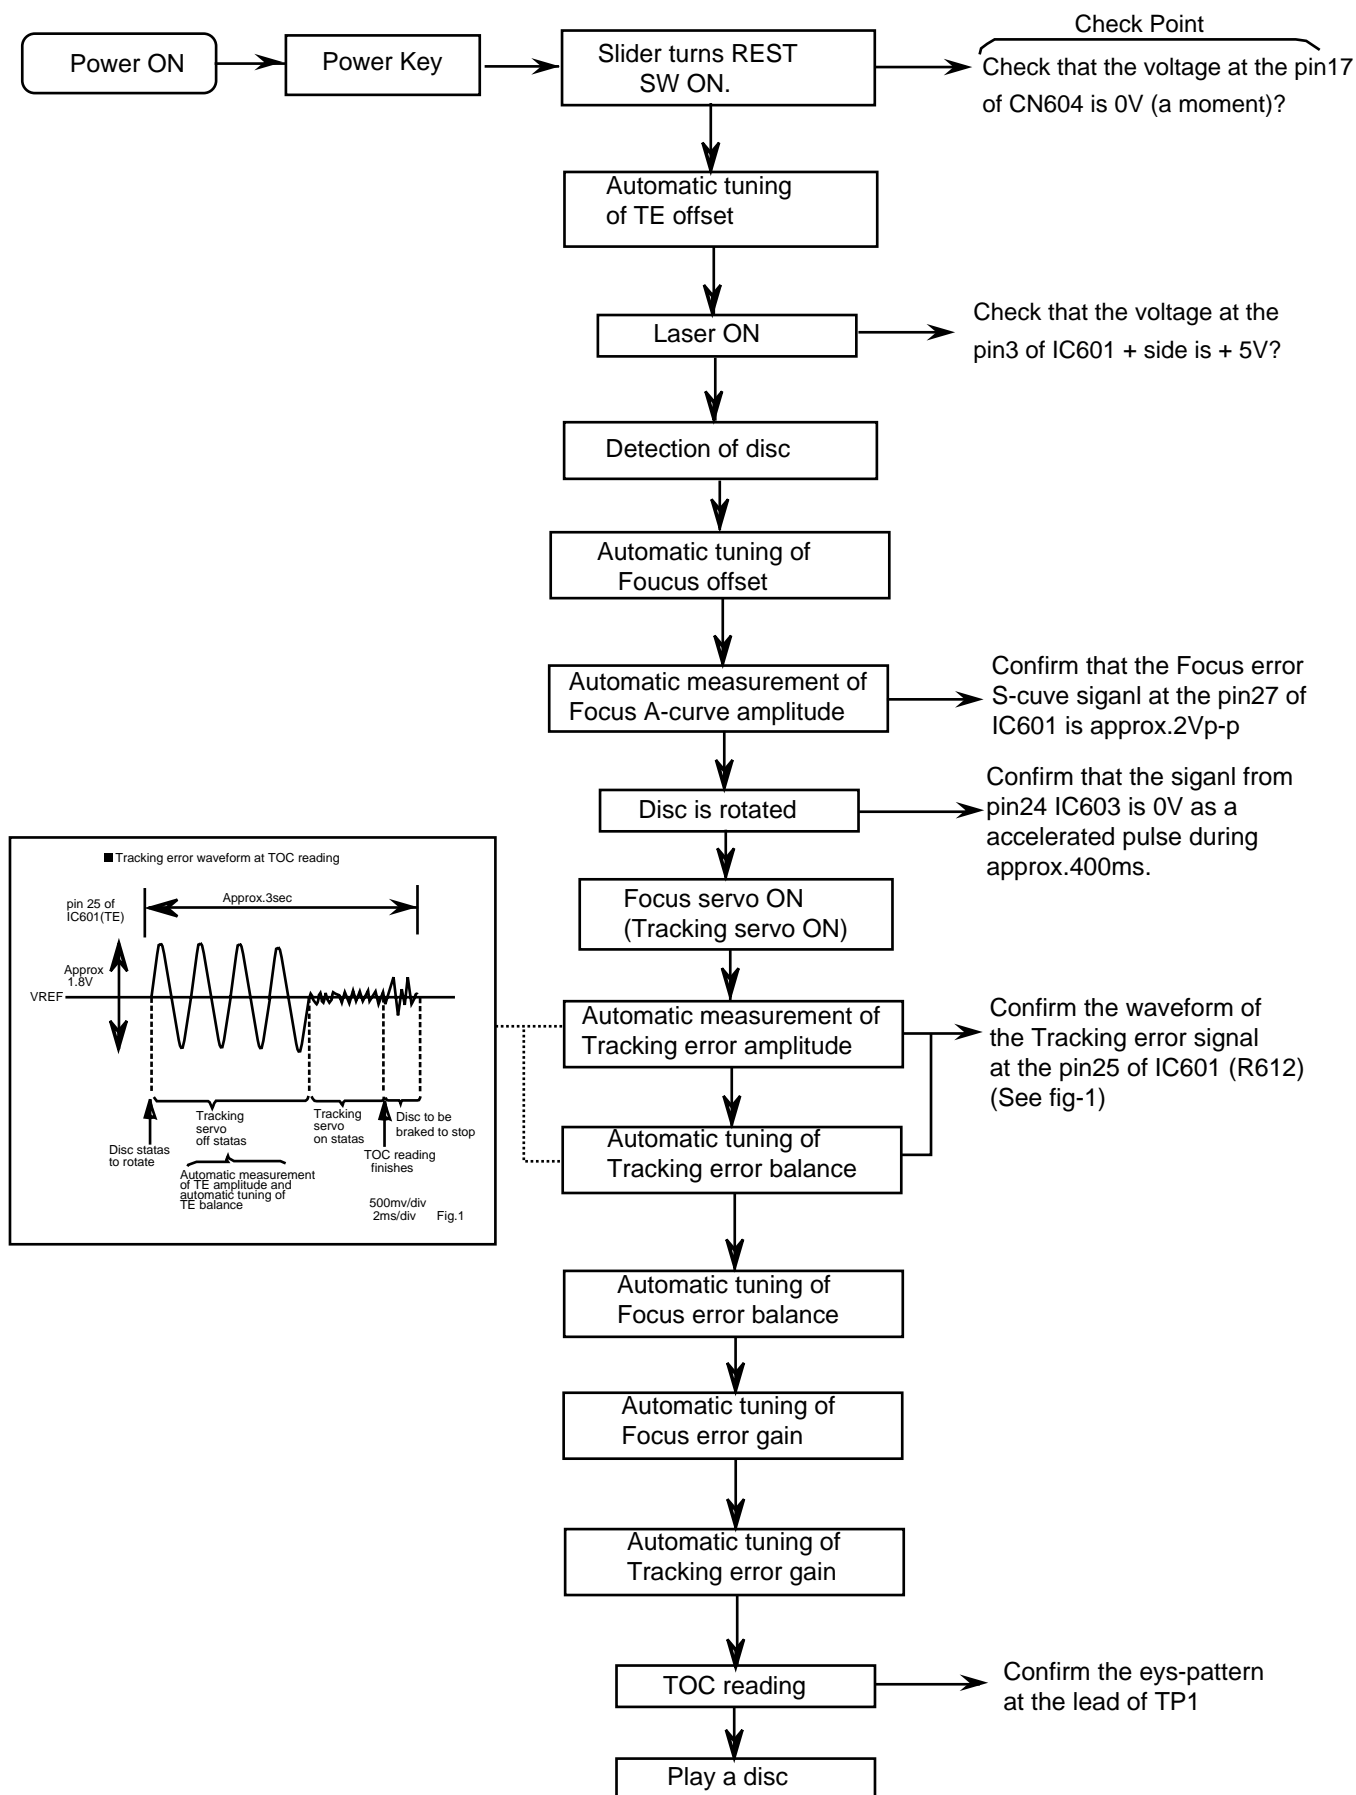 Check Point
Power ON
Power Key
Slider turns REST
SW ON.
Check that the voltage at the pin17
of CN604 is 0V (a moment)?
Automatic tuning
of TE offset
Laser ON
Check that the voltage at the
pin3 of IC601 + side is + 5V?
Detection of disc
Automatic tuning of
Foucus offset
Automatic measurement of
Focus A-curve amplitude
Confirm that the Focus error
S-cuve siganl at the pin27 of
IC601 is approx.2Vp-p
Disc is rotated
Confirm that the siganl from
pin24 IC603 is 0V as a
accelerated pulse during
approx.400ms.
Focus servo ON
(Tracking servo ON)
Automatic measurement of
Tracking error amplitude
Confirm the waveform of
the Tracking error signal
at the pin25 of IC601 (R612)
(See fig-1)
Automatic tuning of
Tracking error balance
■ Tracking error waveform at TOC reading
pin 25 of
IC601(TE)
Approx.3sec
Approx
1.8V
VREF
Tracking
servo
off statas
Tracking
servo
on statas
Disc to be
braked to stop
Disc statas
to rotate
TOC reading
finishes
Automatic measurement
of TE amplitude and
automatic tuning of
TE balance
500mv/div
2ms/div
Fig.1
Automatic tuning of
Focus error balance
Automatic tuning of
Focus error gain
Automatic tuning of
Tracking error gain
TOC reading
Confirm the eys-pattern
at the lead of TP1
Play a disc